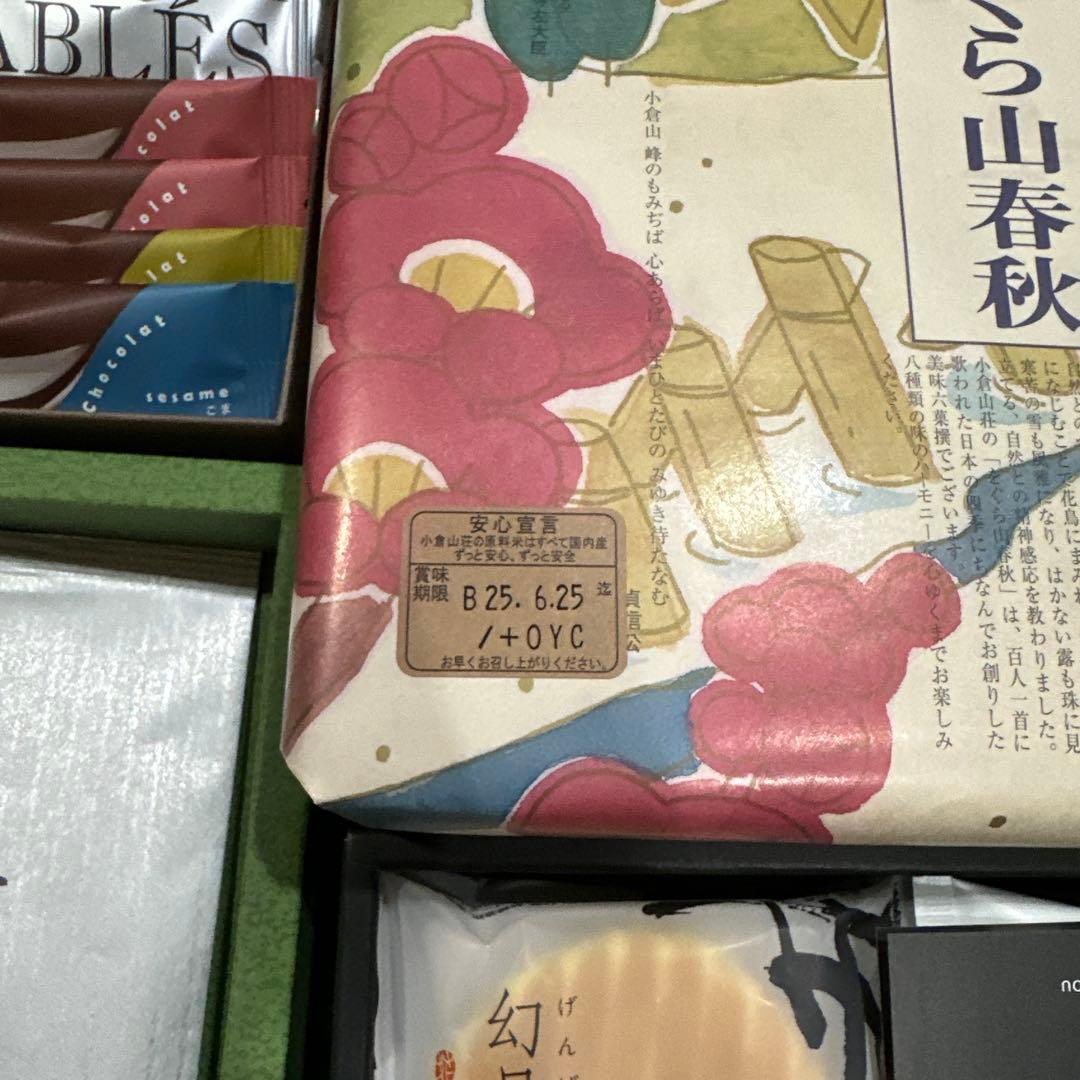 ABLÉS
colat
olat
lat
Chocolat
sesame
ごま
左大臣
ぐら山春秋
小倉山 峰のもみぢば 心あらば いまひとたびの みゆき待たなむ
貞信公
になじむことで花鳥にまみれ
寒苦の雪も風雅になり、はかない露も珠に見
立てる、自然との精神感応を教わりました。
小倉山荘の「をぐら山春秋」は、百人一首に
歌われた日本の四季にちなんでお創りした
美味六菓撰でございます。
八種類の味のハーモニーを心ゆくまでお楽しみ
ください。
安心宣言
小倉山荘の原料米はすべて国内産
ずっと安心、ずっと安全
賞味
期限 B 25. 6.25 迄
/+OYC
お早くお召し上がりください。
幻
げん
no